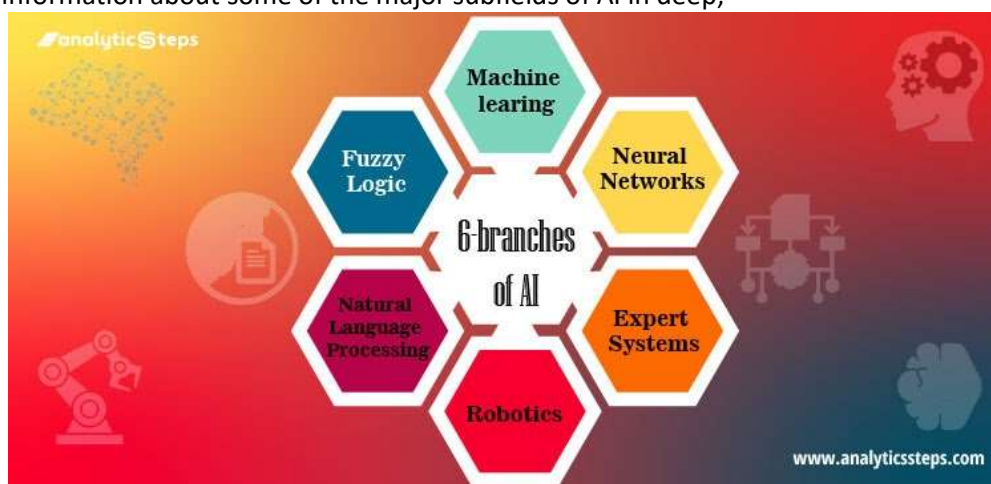 information about some of the major subfields of AI in deep;
analyticSteps
Machine
learing
Fuzzy
Logic
Neural
Networks
6-branches
of AI
Natural
Language
Processing
Expert
Systems
Robotics
www.analyticssteps.com